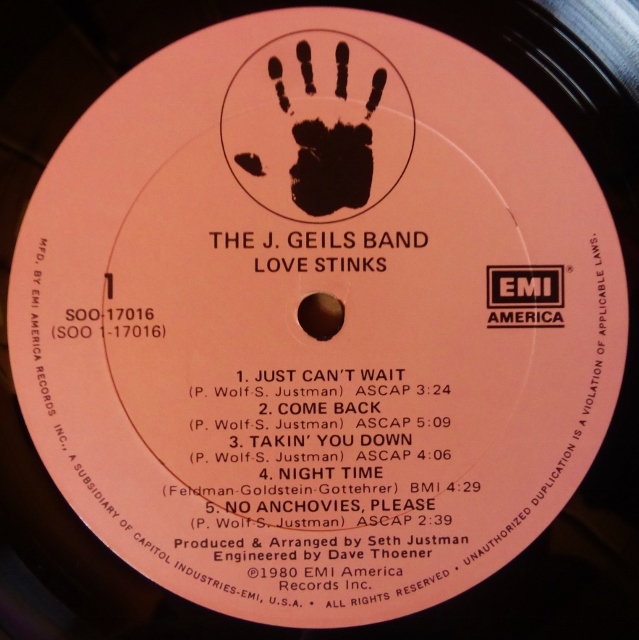 THE J. GEILS BAND
LOVE STINKS
1
SOO-17016
(SOO 1-17016)
EMI
®
AMERICA
1. JUST CAN'T WAIT
(P. Wolf-S. Justman) ASCAP 3:24
2. COME BACK
(P. Wolf-S. Justman) ASCAP 5:09
3. TAKIN' YOU DOWN
(P. Wolf-S. Justman) ASCAP 4:06
4. NIGHT TIME
(Feldman-Goldstein-Gottehrer) BMI 4:29
5. NO ANCHOVIES, PLEASE
(P. Wolf-S. Justman) ASCAP 2:39
Produced & Arranged by Seth Justman
Engineered by Dave Thoener
℗1980 EMI America
Records Inc.
MFD. BY EMI AMERICA RECORDS INC., A SUBSIDIARY OF CAPITOL INDUSTRIES-EMI, U.S.A. • ALL RIGHTS RESERVED • UNAUTHORIZED DUPLICATION IS A VIOLATION OF APPLICABLE LAWS.